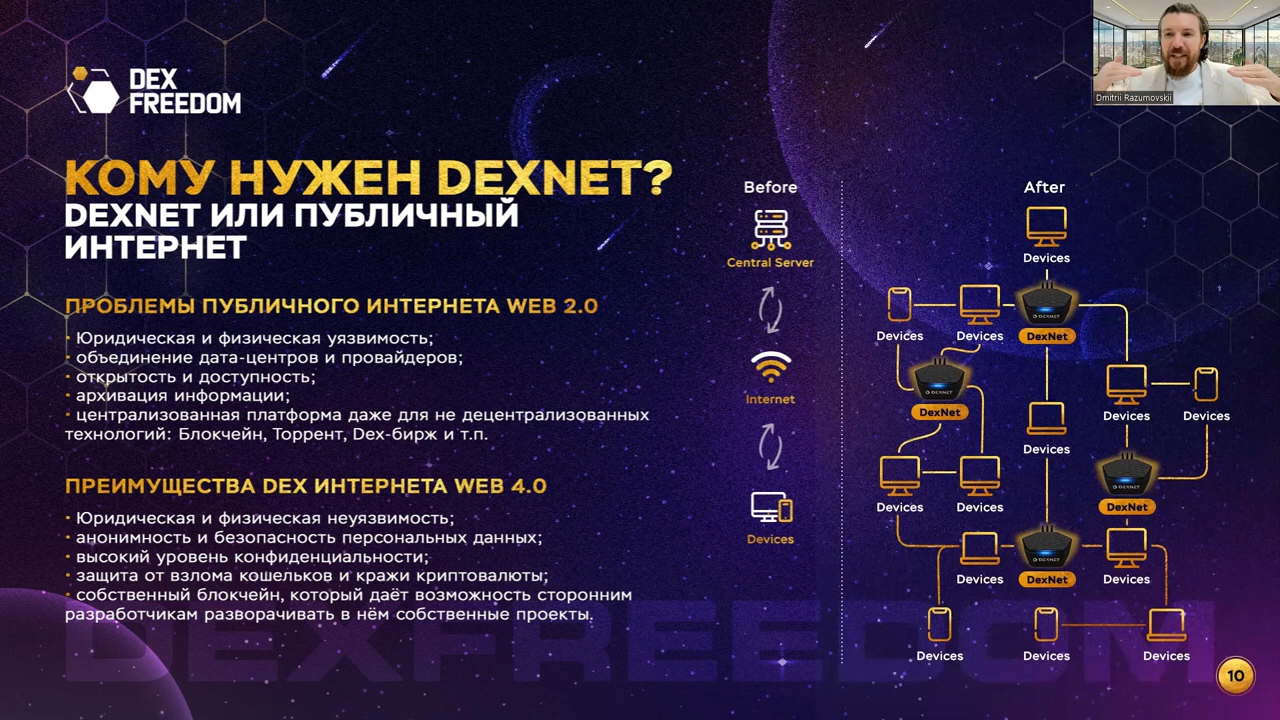 DEX
FREEDOM
Dmitrii Razumovskii
КОМУ НУЖЕН DEXNET?
DEXNET ИЛИ ПУБЛИЧНЫЙ
ИНТЕРНЕТ
ПРОБЛЕМЫ ПУБЛИЧНОГО ИНТЕРНЕТА WEB 2.0
• Юридическая и физическая уязвимость;
• объединение дата-центров и провайдеров;
• открытость и доступность;
• архивация информации;
• централизованная платформа даже для не децентрализованных
технологий: Блокчейн, Торрент, Dex-бирж и т.п.
ПРЕИМУЩЕСТВА DEX ИНТЕРНЕТА WEB 4.0
• Юридическая и физическая неуязвимость;
• анонимность и безопасность персональных данных;
• высокий уровень конфиденциальности;
• защита от взлома кошельков и кражи криптовалюты;
• собственный блокчейн, который даёт возможность сторонним
разработчикам разворачивать в нём собственные проекты.
Before
Central Server
Internet
Devices
After
Devices
DEXNET
Devices
Devices
DexNet
DEXNET
DexNet
Devices
Devices
Devices
DEXNET
Devices
Devices
DexNet
DEXNET
Devices
DexNet
Devices
Devices
Devices
Devices
DEXFREEDOM
10